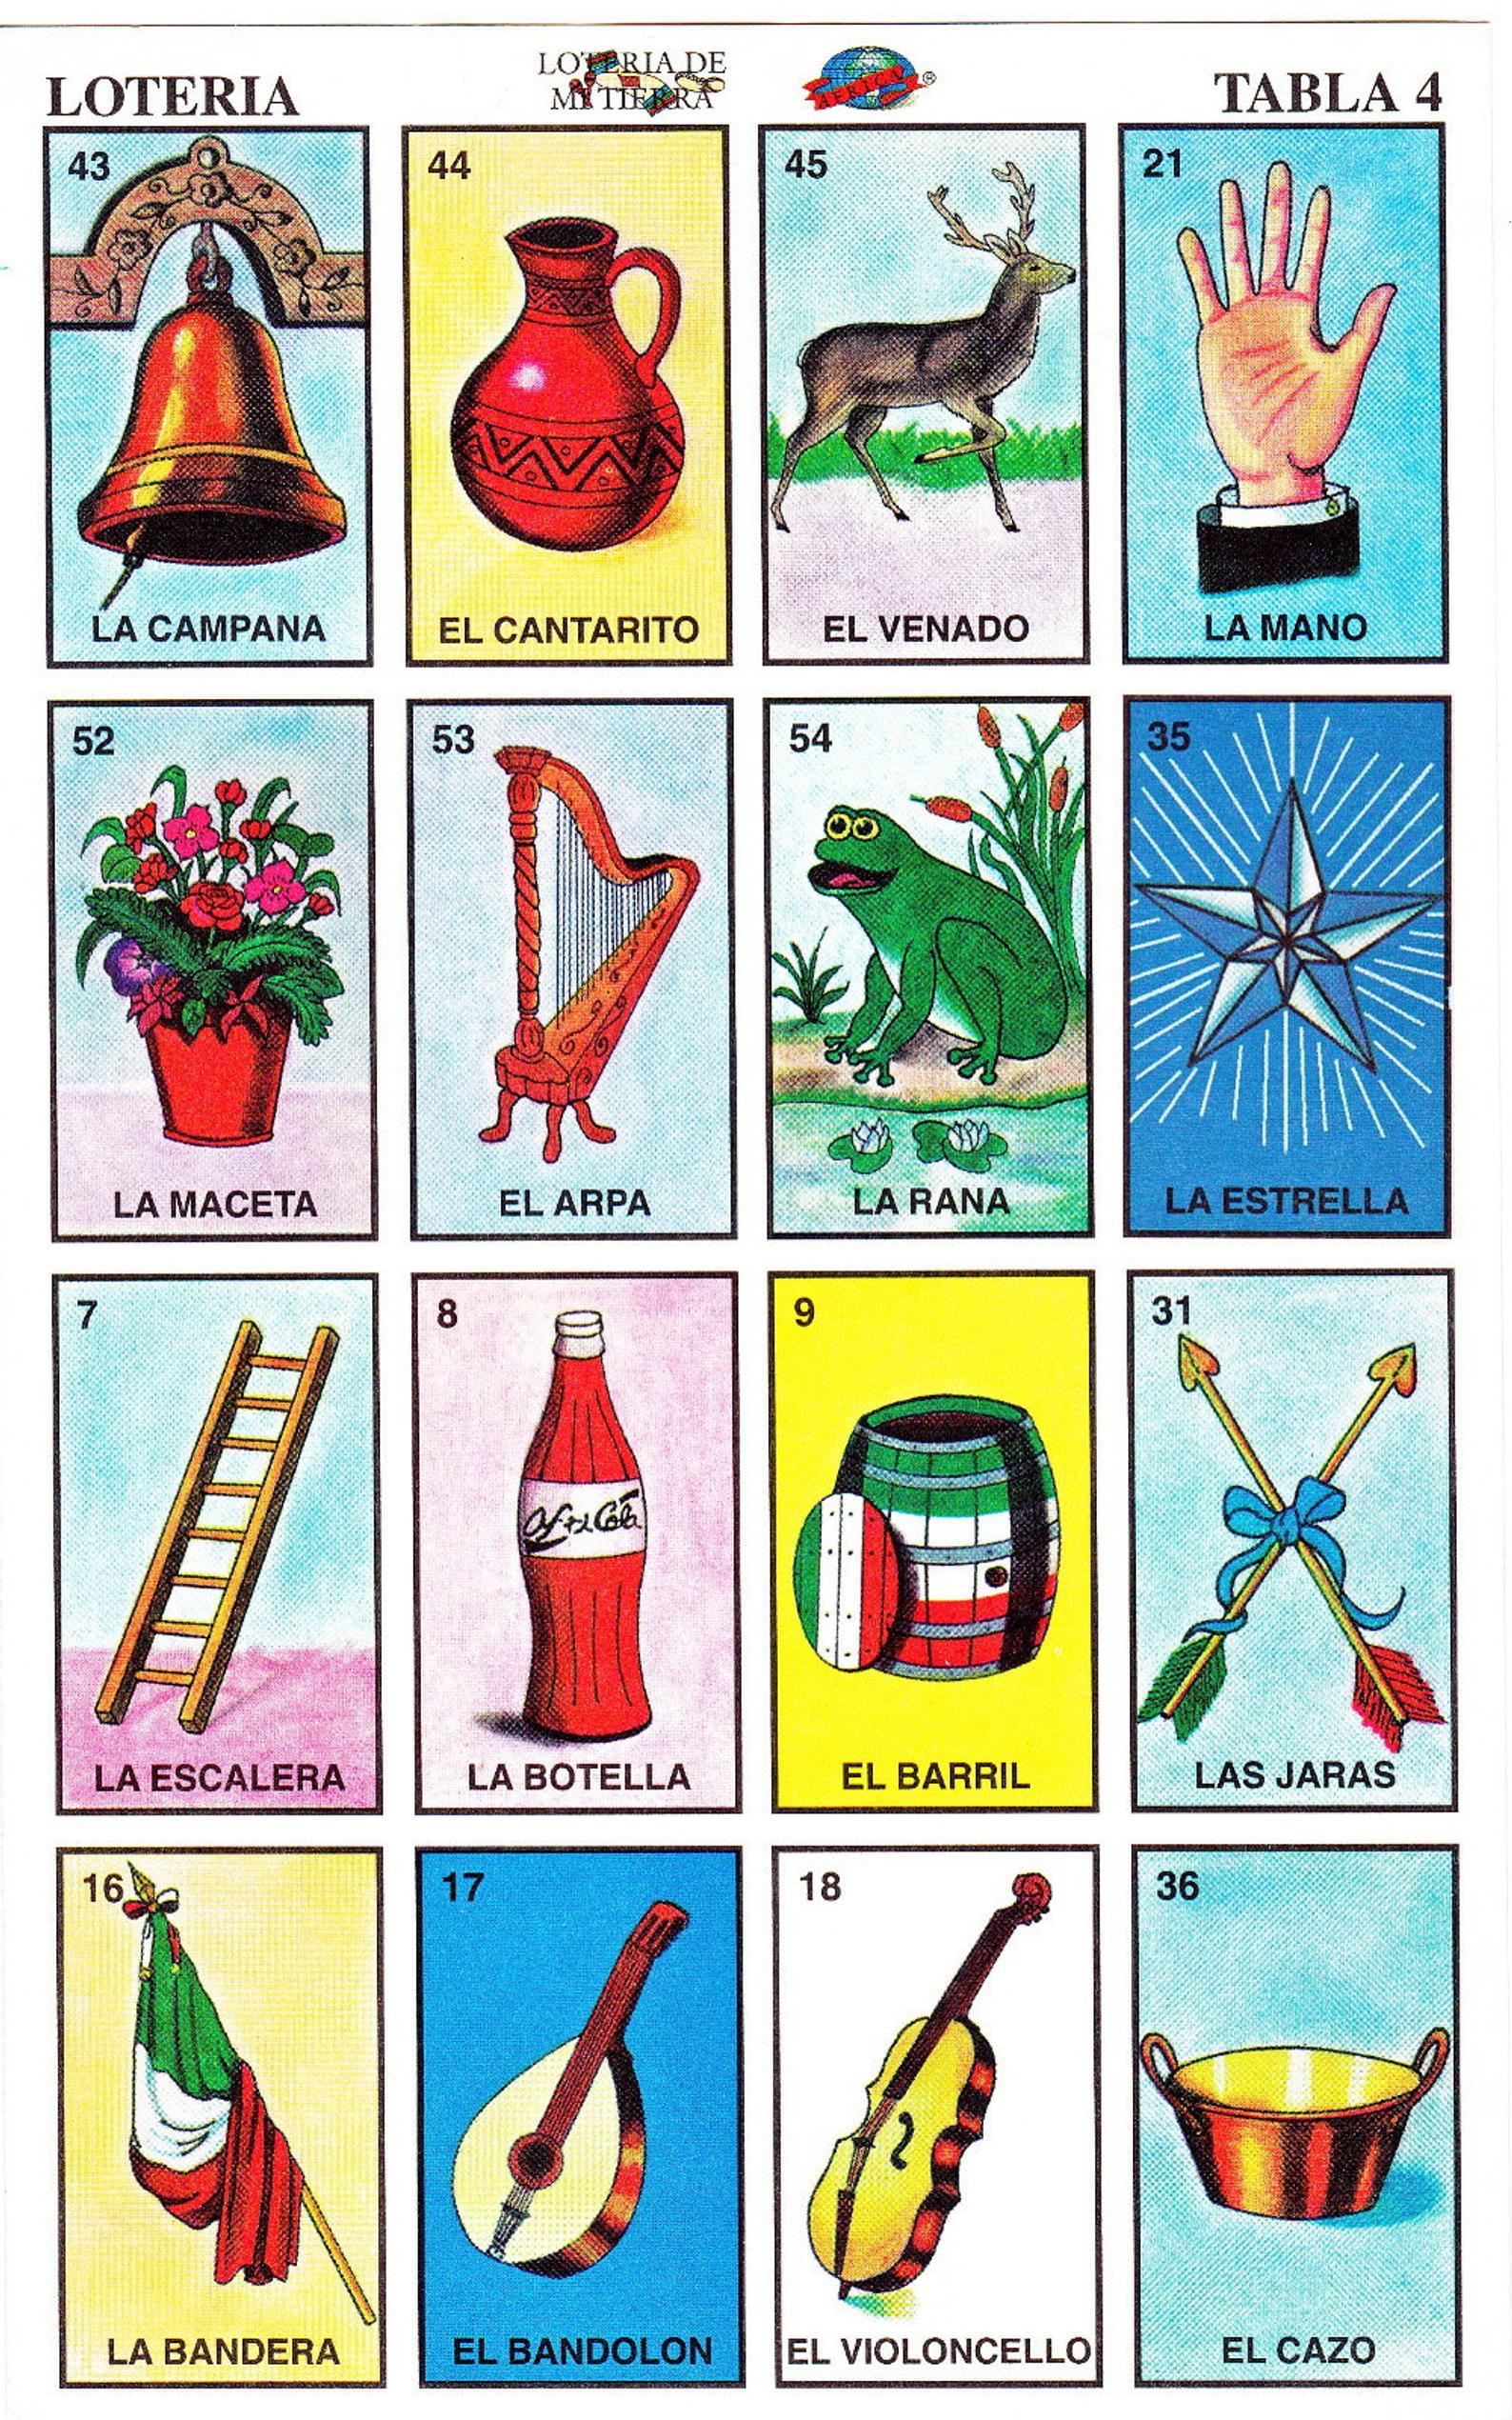 LOTERIA
LOTERIA DE
MI TIERRA
AFRICA ®
TABLA 4
43
LA CAMPANA
44
EL CANTARITO
45
EL VENADO
21
LA MANO
52
LA MACETA
53
EL ARPA
54
LA RANA
35
LA ESTRELLA
7
LA ESCALERA
8
LA BOTELLA
9
EL BARRIL
31
LAS JARAS
16
LA BANDERA
17
EL BANDOLON
18
EL VIOLONCELLO
36
EL CAZO